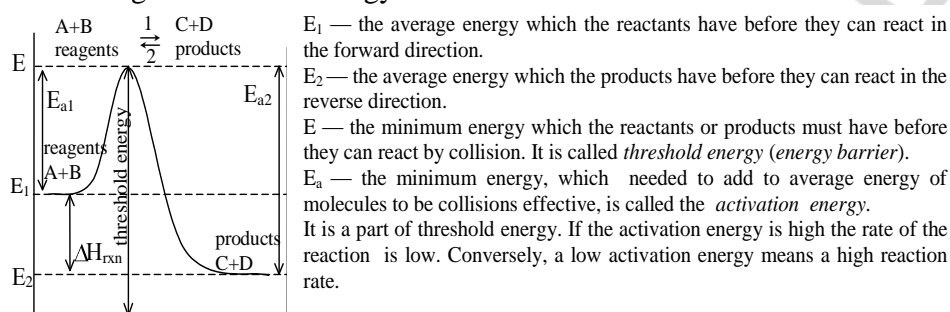 A+B 1 C+D
reagents ⇄ products
2
E
Ea1
Ea2
reagents
A+B
threshold energy
E1
ΔHrxn
products
C+D
E2
E1 — the average energy which the reactants have before they can react in
the forward direction.
E2 — the average energy which the products have before they can react in the
reverse direction.
E — the minimum energy which the reactants or products must have before
they can react by collision. It is called threshold energy (energy barrier).
Ea — the minimum energy, which needed to add to average energy of
molecules to be collisions effective, is called the activation energy.
It is a part of threshold energy. If the activation energy is high the rate of the
reaction is low. Conversely, a low activation energy means a high reaction
rate.